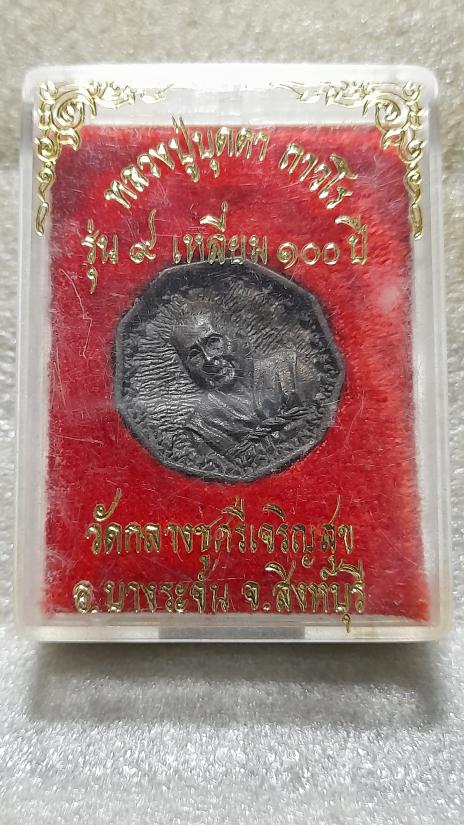 หลวงปู่บุดดา ถาวโร
รุ่น ๙ เหลี่ยม ๑๐๐ ปี
วัดกลางชูศรีเจริญสุข
อ.บางระจัน จ.สิงห์บุรี